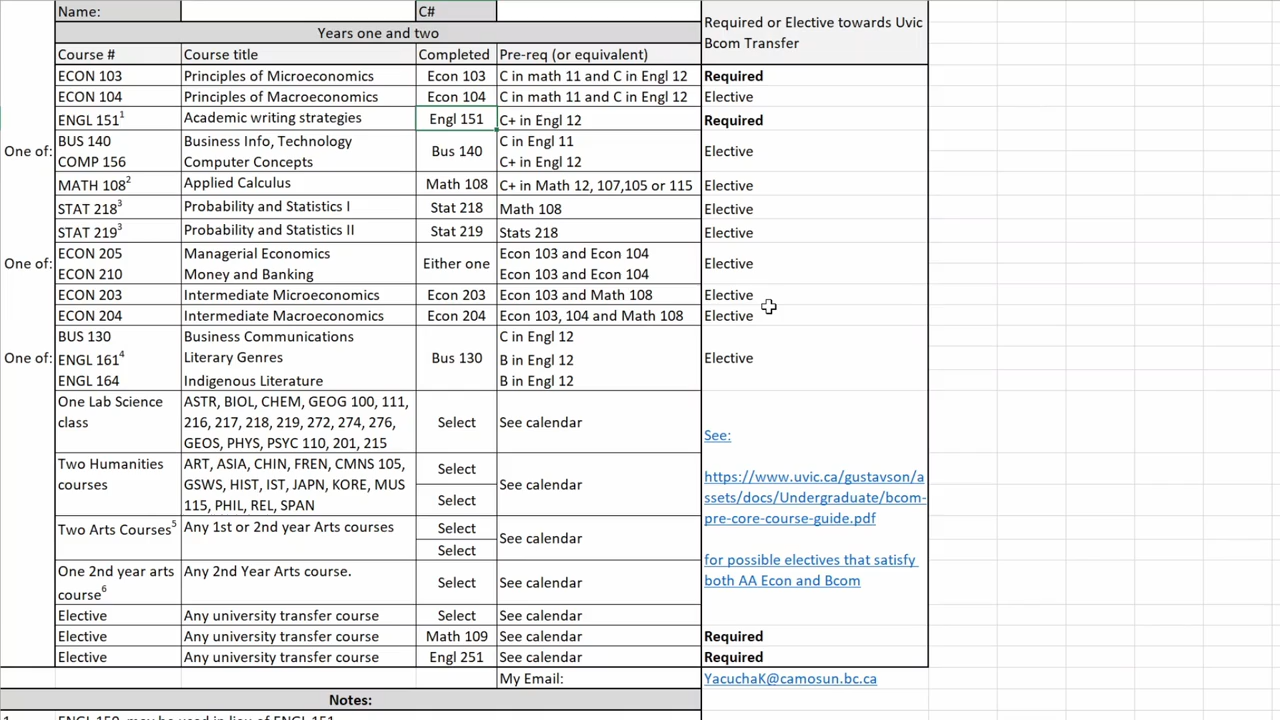 Name: C# Required or Elective towards Uvic
Bcom Transfer
Years one and two
Course # Course title Completed Pre-req (or equivalent)
ECON 103 Principles of Microeconomics Econ 103 C in math 11 and C in Engl 12 Required
ECON 104 Principles of Macroeconomics Econ 104 C in math 11 and C in Engl 12 Elective
ENGL 151¹ Academic writing strategies Engl 151 C+ in Engl 12 Required
One of: BUS 140 Business Info, Technology Bus 140 C in Engl 11 Elective
COMP 156 Computer Concepts C+ in Engl 12
MATH 108² Applied Calculus Math 108 C+ in Math 12, 107,105 or 115 Elective
STAT 218³ Probability and Statistics I Stat 218 Math 108 Elective
STAT 219³ Probability and Statistics II Stat 219 Stats 218 Elective
One of: ECON 205 Managerial Economics Either one Econ 103 and Econ 104 Elective
ECON 210 Money and Banking Econ 103 and Econ 104
ECON 203 Intermediate Microeconomics Econ 203 Econ 103 and Math 108 Elective
ECON 204 Intermediate Macroeconomics Econ 204 Econ 103, 104 and Math 108 Elective
BUS 130 Business Communications C in Engl 12
One of: ENGL 161⁴ Literary Genres Bus 130 B in Engl 12 Elective
ENGL 164 Indigenous Literature B in Engl 12
One Lab Science ASTR, BIOL, CHEM, GEOG 100, 111,
class 216, 217, 218, 219, 272, 274, 276, Select See calendar
GEOS, PHYS, PSYC 110, 201, 215
See:
Two Humanities ART, ASIA, CHIN, FREN, CMNS 105, Select
courses GSWS, HIST, IST, JAPN, KORE, MUS See calendar
115, PHIL, REL, SPAN Select
https://www.uvic.ca/gustavson/a
ssets/docs/Undergraduate/bcom-
pre-core-course-guide.pdf
Two Arts Courses⁵ Any 1st or 2nd year Arts courses Select See calendar
Select
for possible electives that satisfy
both AA Econ and Bcom
One 2nd year arts Any 2nd Year Arts course. Select See calendar
course⁶
Elective Any university transfer course Select See calendar
Elective Any university transfer course Math 109 See calendar Required
Elective Any university transfer course Engl 251 See calendar Required
My Email: YacuchaK@camosun.bc.ca
Notes: